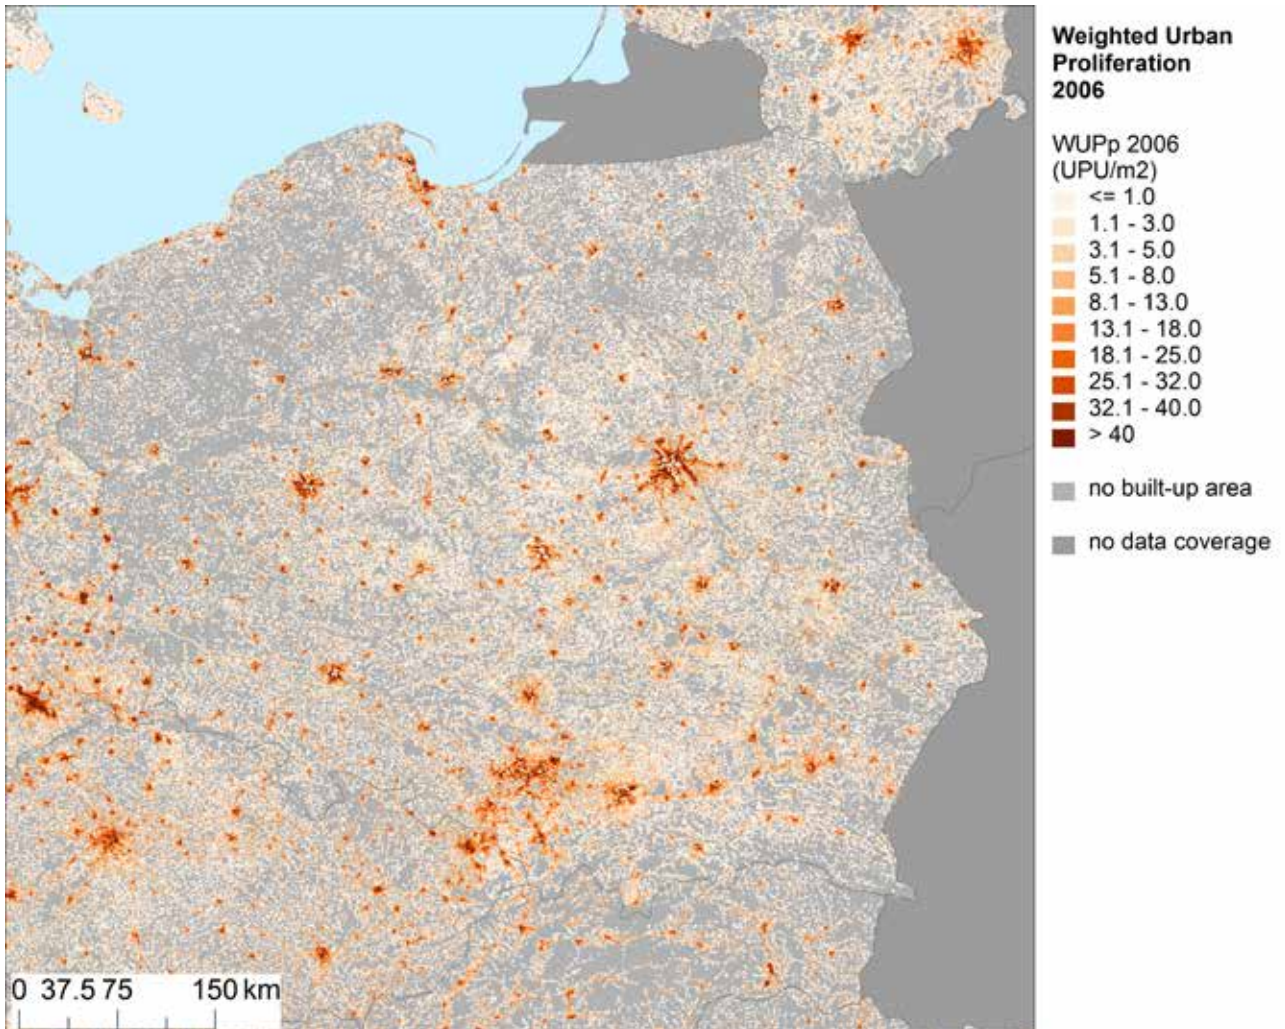 Weighted Urban
Proliferation
2006
WUPp 2006
(UPU/m2)
<= 1.0
1.1 - 3.0
3.1 - 5.0
5.1 - 8.0
8.1 - 13.0
13.1 - 18.0
18.1 - 25.0
25.1 - 32.0
32.1 - 40.0
> 40
no built-up area
no data coverage
0 37.5 75 150 km